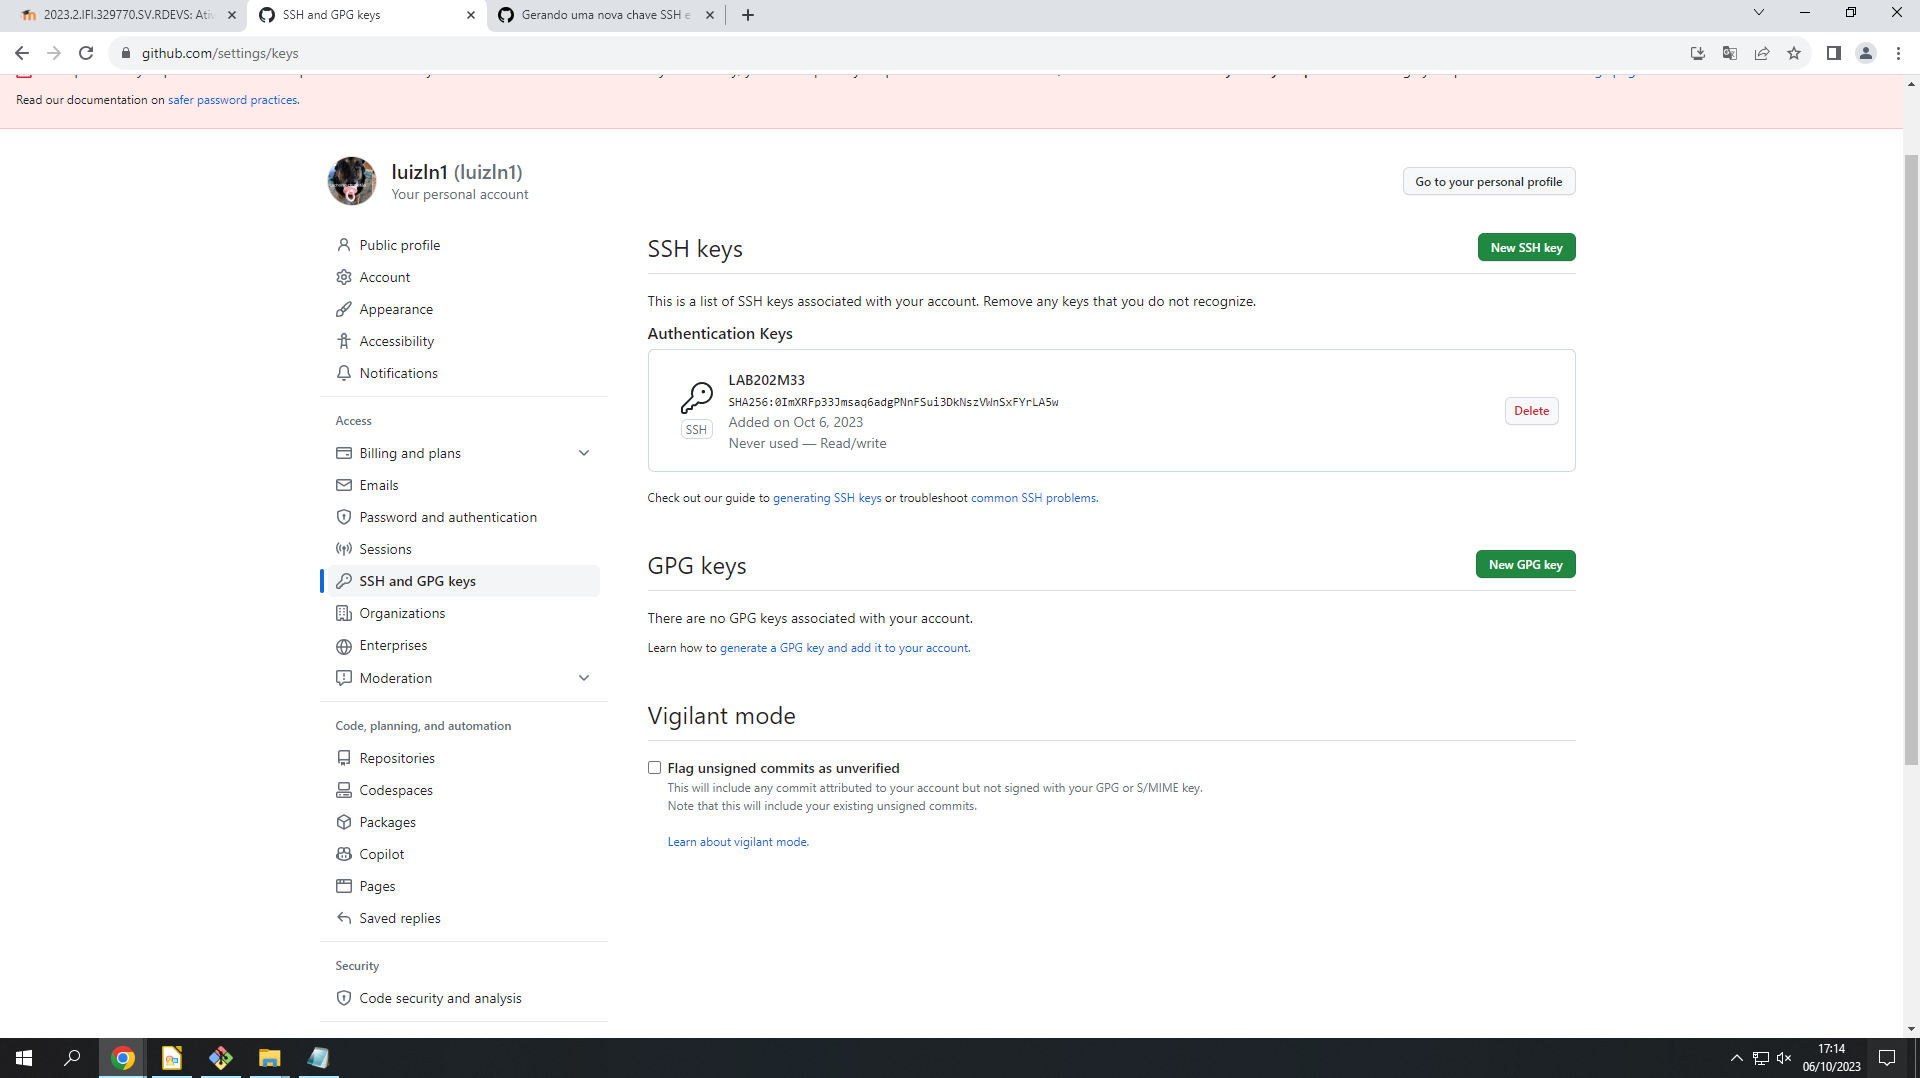 2023.2.IFI.329770.SV.RDEVS: Ativ
SSH and GPG keys
Gerando uma nova chave SSH e
github.com/settings/keys
Read our documentation on safer password practices.
luizln1 (luizln1)
Your personal account
Go to your personal profile
Public profile
Account
Appearance
Accessibility
Notifications
Access
Billing and plans
Emails
Password and authentication
Sessions
SSH and GPG keys
Organizations
Enterprises
Moderation
Code, planning, and automation
Repositories
Codespaces
Packages
Copilot
Pages
Saved replies
Security
Code security and analysis
SSH keys
New SSH key
This is a list of SSH keys associated with your account. Remove any keys that you do not recognize.
Authentication Keys
LAB202M33
SHA256:0ImXRFp33Jmsaq6adgPNnFSui3DkNszVWnSxFYrLA5w
Added on Oct 6, 2023
Never used — Read/write
SSH
Delete
Check out our guide to generating SSH keys or troubleshoot common SSH problems.
GPG keys
New GPG key
There are no GPG keys associated with your account.
Learn how to generate a GPG key and add it to your account.
Vigilant mode
Flag unsigned commits as unverified
This will include any commit attributed to your account but not signed with your GPG or S/MIME key.
Note that this will include your existing unsigned commits.
Learn about vigilant mode.
17:14
06/10/2023